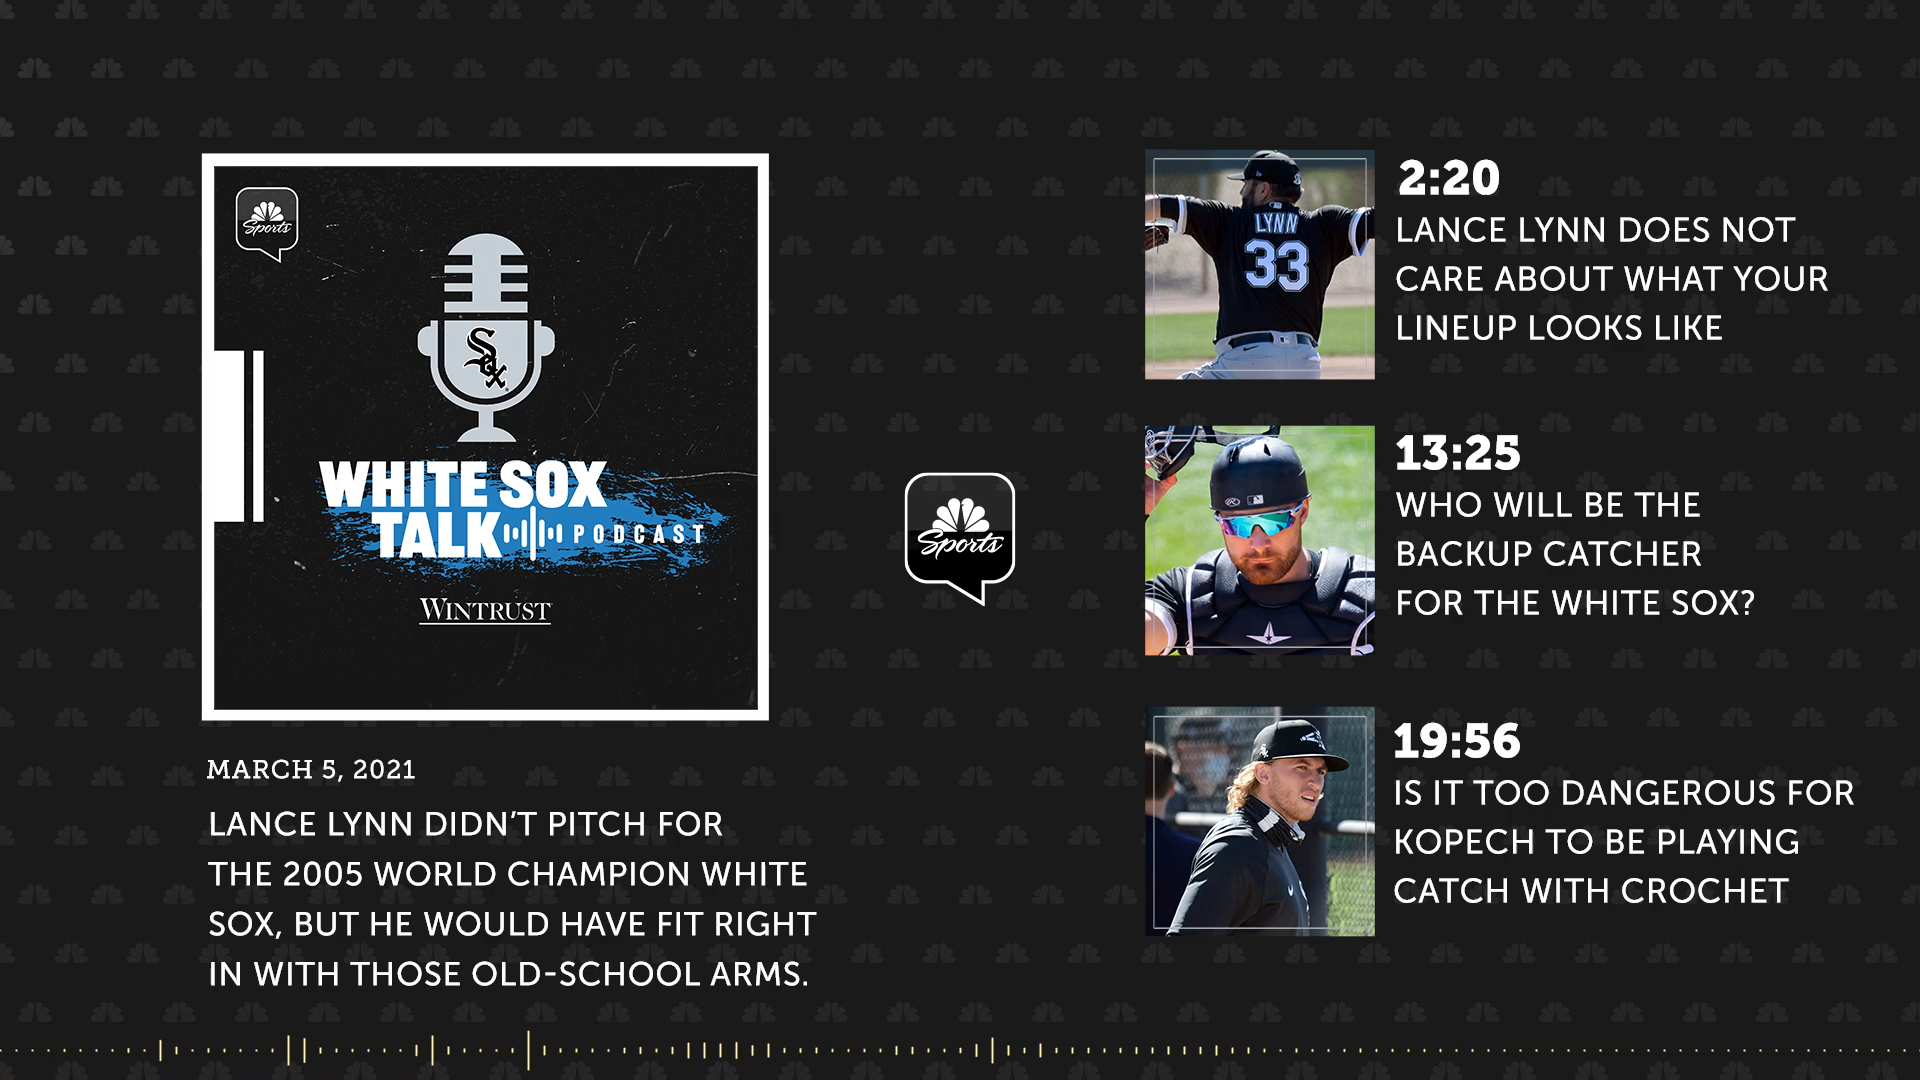 Sports
Sox
WHITE SOX
TALK PODCAST
WINTRUST
MARCH 5, 2021
LANCE LYNN DIDN'T PITCH FOR
THE 2005 WORLD CHAMPION WHITE
SOX, BUT HE WOULD HAVE FIT RIGHT
IN WITH THOSE OLD-SCHOOL ARMS.
Sports
LYNN
33
2:20
LANCE LYNN DOES NOT
CARE ABOUT WHAT YOUR
LINEUP LOOKS LIKE
13:25
WHO WILL BE THE
BACKUP CATCHER
FOR THE WHITE SOX?
19:56
IS IT TOO DANGEROUS FOR
KOPECH TO BE PLAYING
CATCH WITH CROCHET